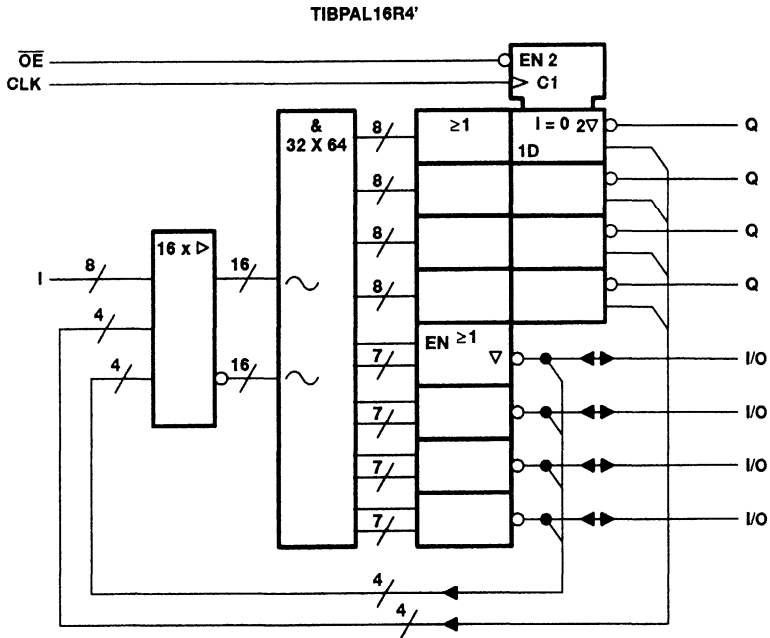 TIBPAL16R4'
OE
EN 2
CLK
C1
&
32 X 64
8
≥1
I = 0 2▽
Q
1D
8
Q
8
Q
16 x ▷
I
8
16
8
Q
4
EN ≥1
▽
7
I/O
4
16
7
I/O
7
I/O
7
I/O
4
4